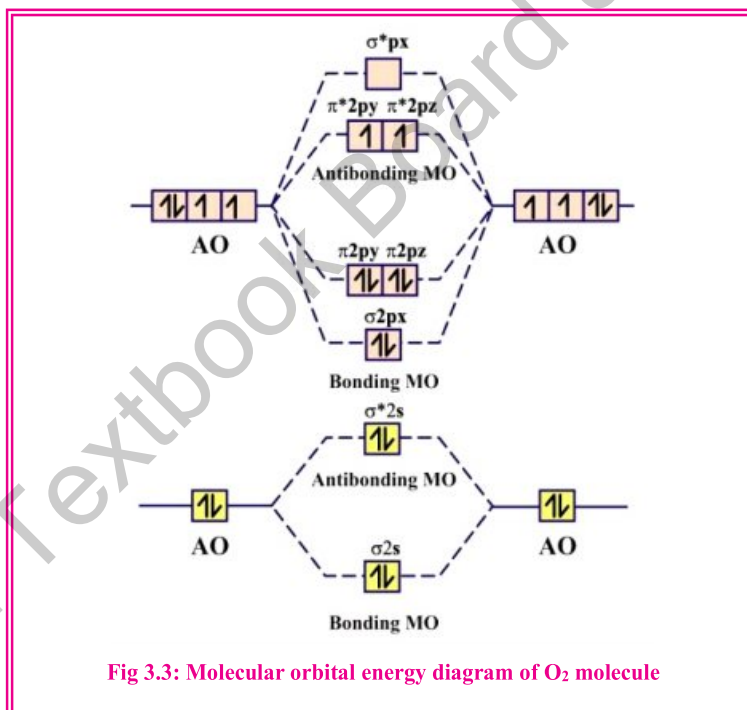 Textbook Board
σ*px
π*2py π*2pz
Antibonding MO
AO
AO
π2py π2pz
σ2px
Bonding MO
σ*2s
Antibonding MO
AO
AO
σ2s
Bonding MO
Fig 3.3: Molecular orbital energy diagram of O₂ molecule